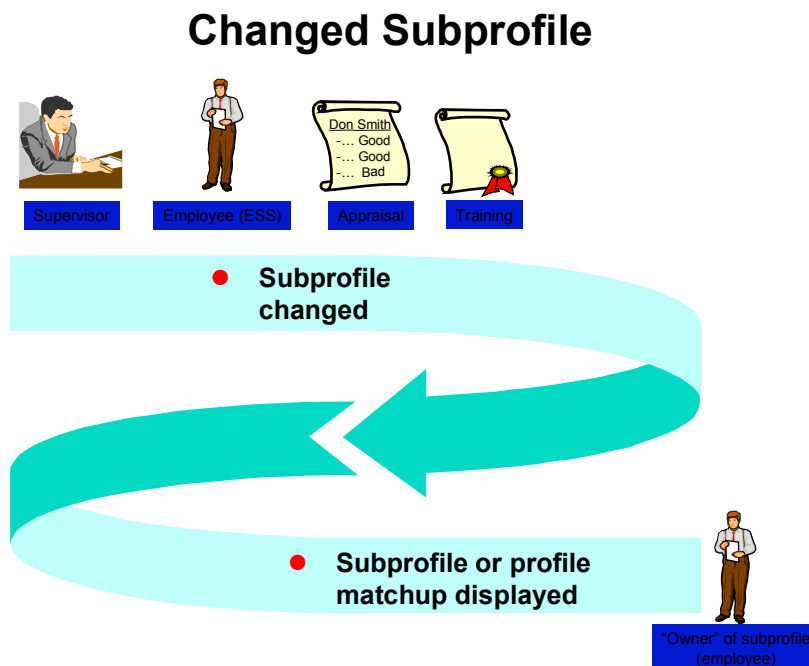 Changed Subprofile
Don Smith
-… Good
-… Good
-… Bad
Supervisor
Employee (ESS)
Appraisal
Training
Subprofile
changed
Subprofile or profile
matchup displayed
“Owner” of subprofile
(employee)